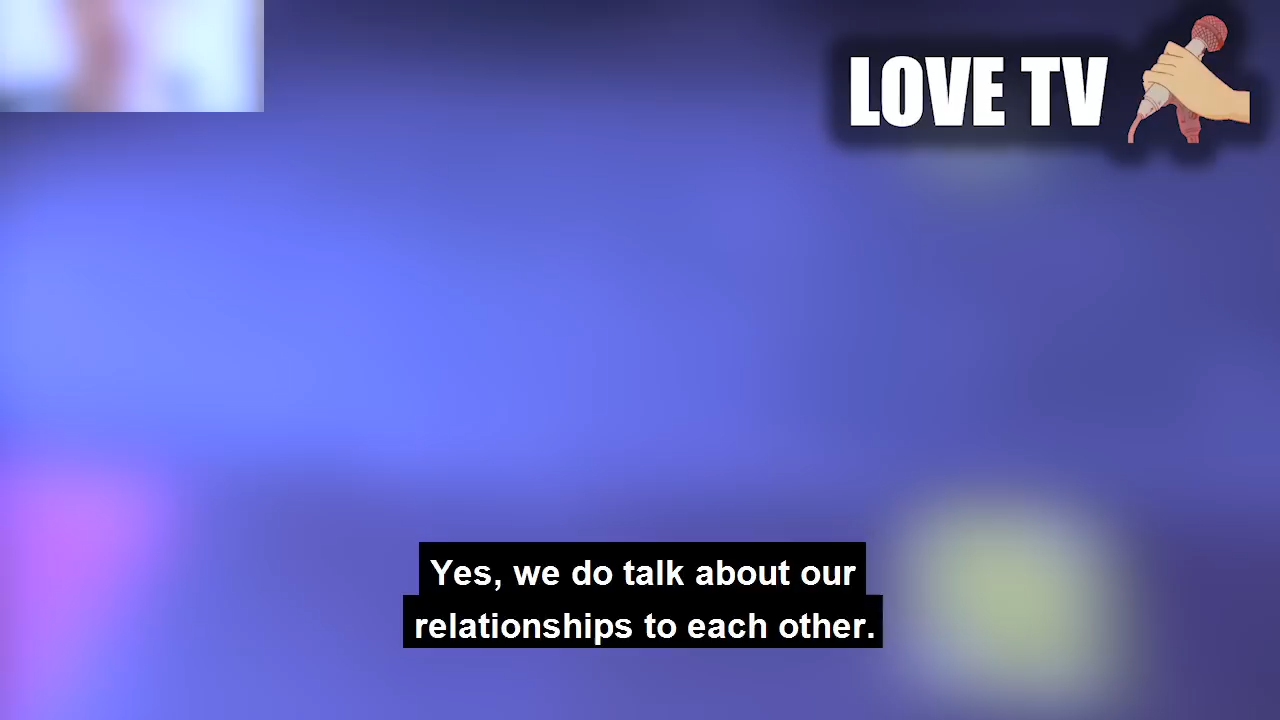 LOVE TV
Yes, we do talk about our
relationships to each other.